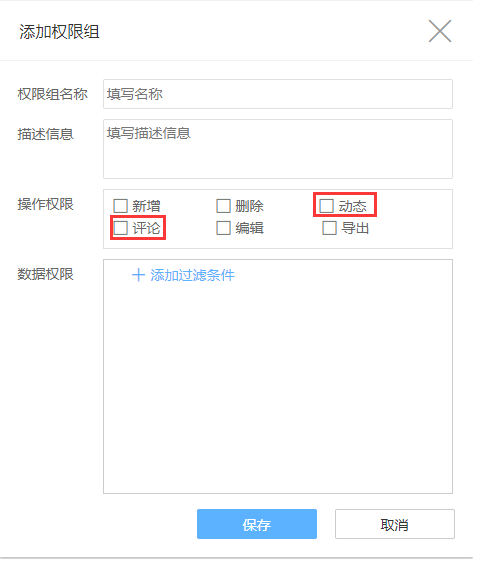 添加权限组
权限组名称 填写名称
描述信息 填写描述信息
操作权限 新增 删除 动态
评论 编辑 导出
数据权限 添加过滤条件
保存 取消